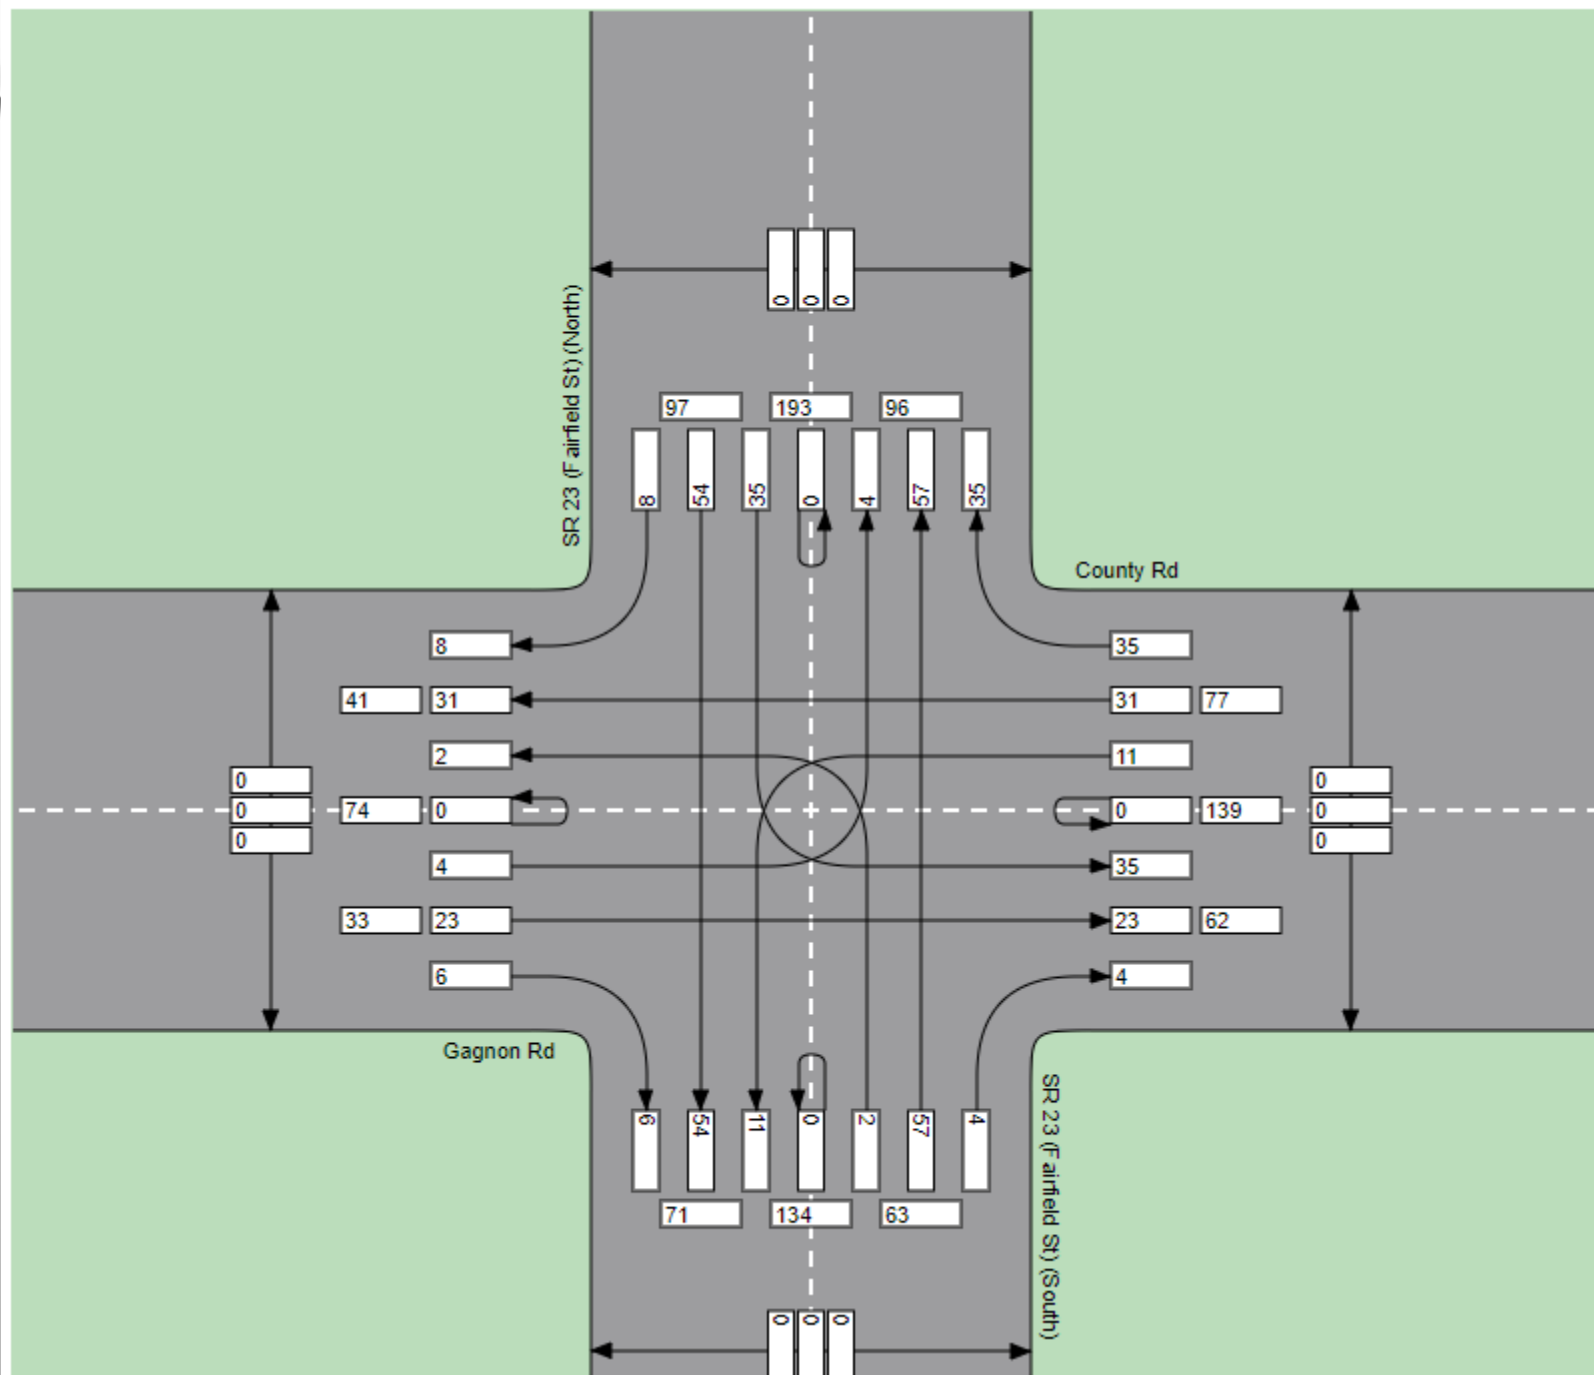 0 0 0
SR 23 (Fairfield St) (North)
97 193 96
8 54 35 0 4 57 35
County Rd
8 35
41 31 31 77
2 11
0 0
74 0 0 139
0 0
0 0
4 35
33 23 23 62
6 4
Gagnon Rd
6 54 11 0 2 57 4
SR 23 (Fairfield St) (South)
71 134 63
0 0 0